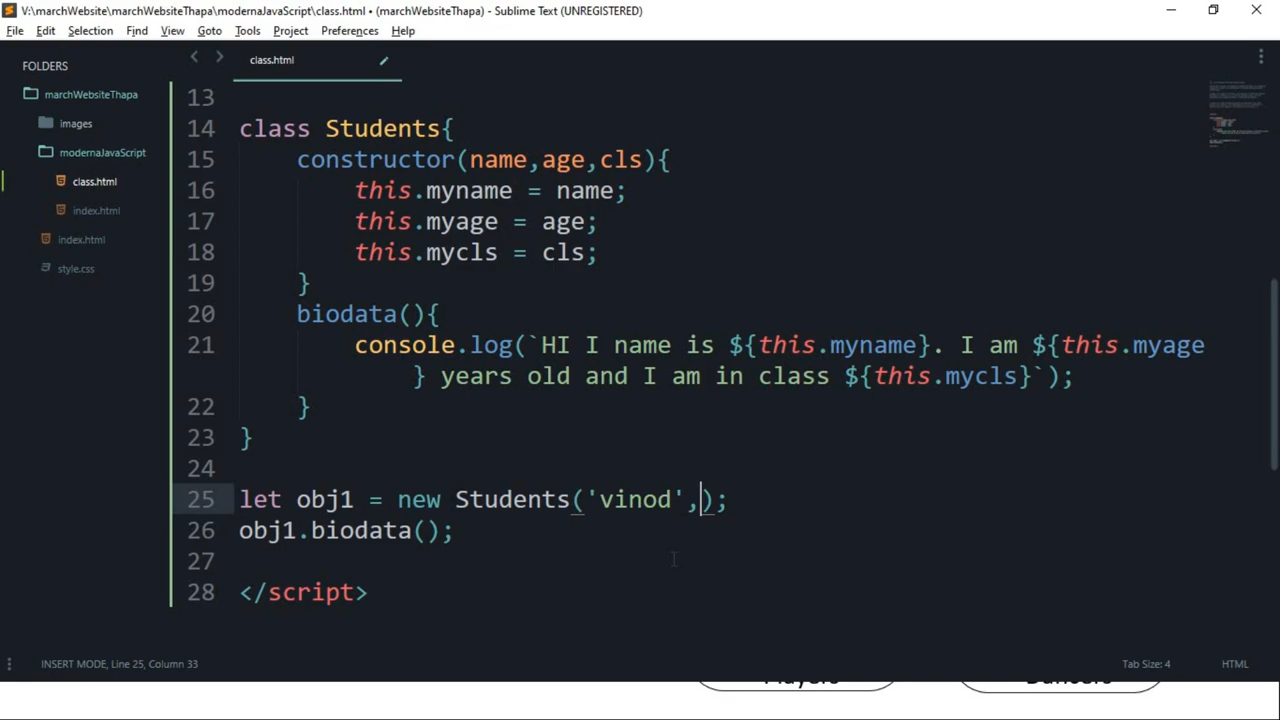 V:\marchWebsite\marchWebsiteThapa\modernaJavaScript\class.html • (marchWebsiteThapa) - Sublime Text (UNREGISTERED)
File Edit Selection Find View Goto Tools Project Preferences Help
FOLDERS
marchWebsiteThapa
images
modernaJavaScript
class.html
index.html
index.html
style.css
class.html
13
14 class Students{
15 constructor(name,age,cls){
16 this.myname = name;
17 this.myage = age;
18 this.mycls = cls;
19 }
20 biodata(){
21 console.log(`HI I name is ${this.myname}. I am ${this.myage
} years old and I am in class ${this.mycls}`);
22 }
23 }
24
25 let obj1 = new Students('vinod',);
26 obj1.biodata();
27
28 </script>
INSERT MODE, Line 25, Column 33
Tab Size: 4 HTML
Players Dancers